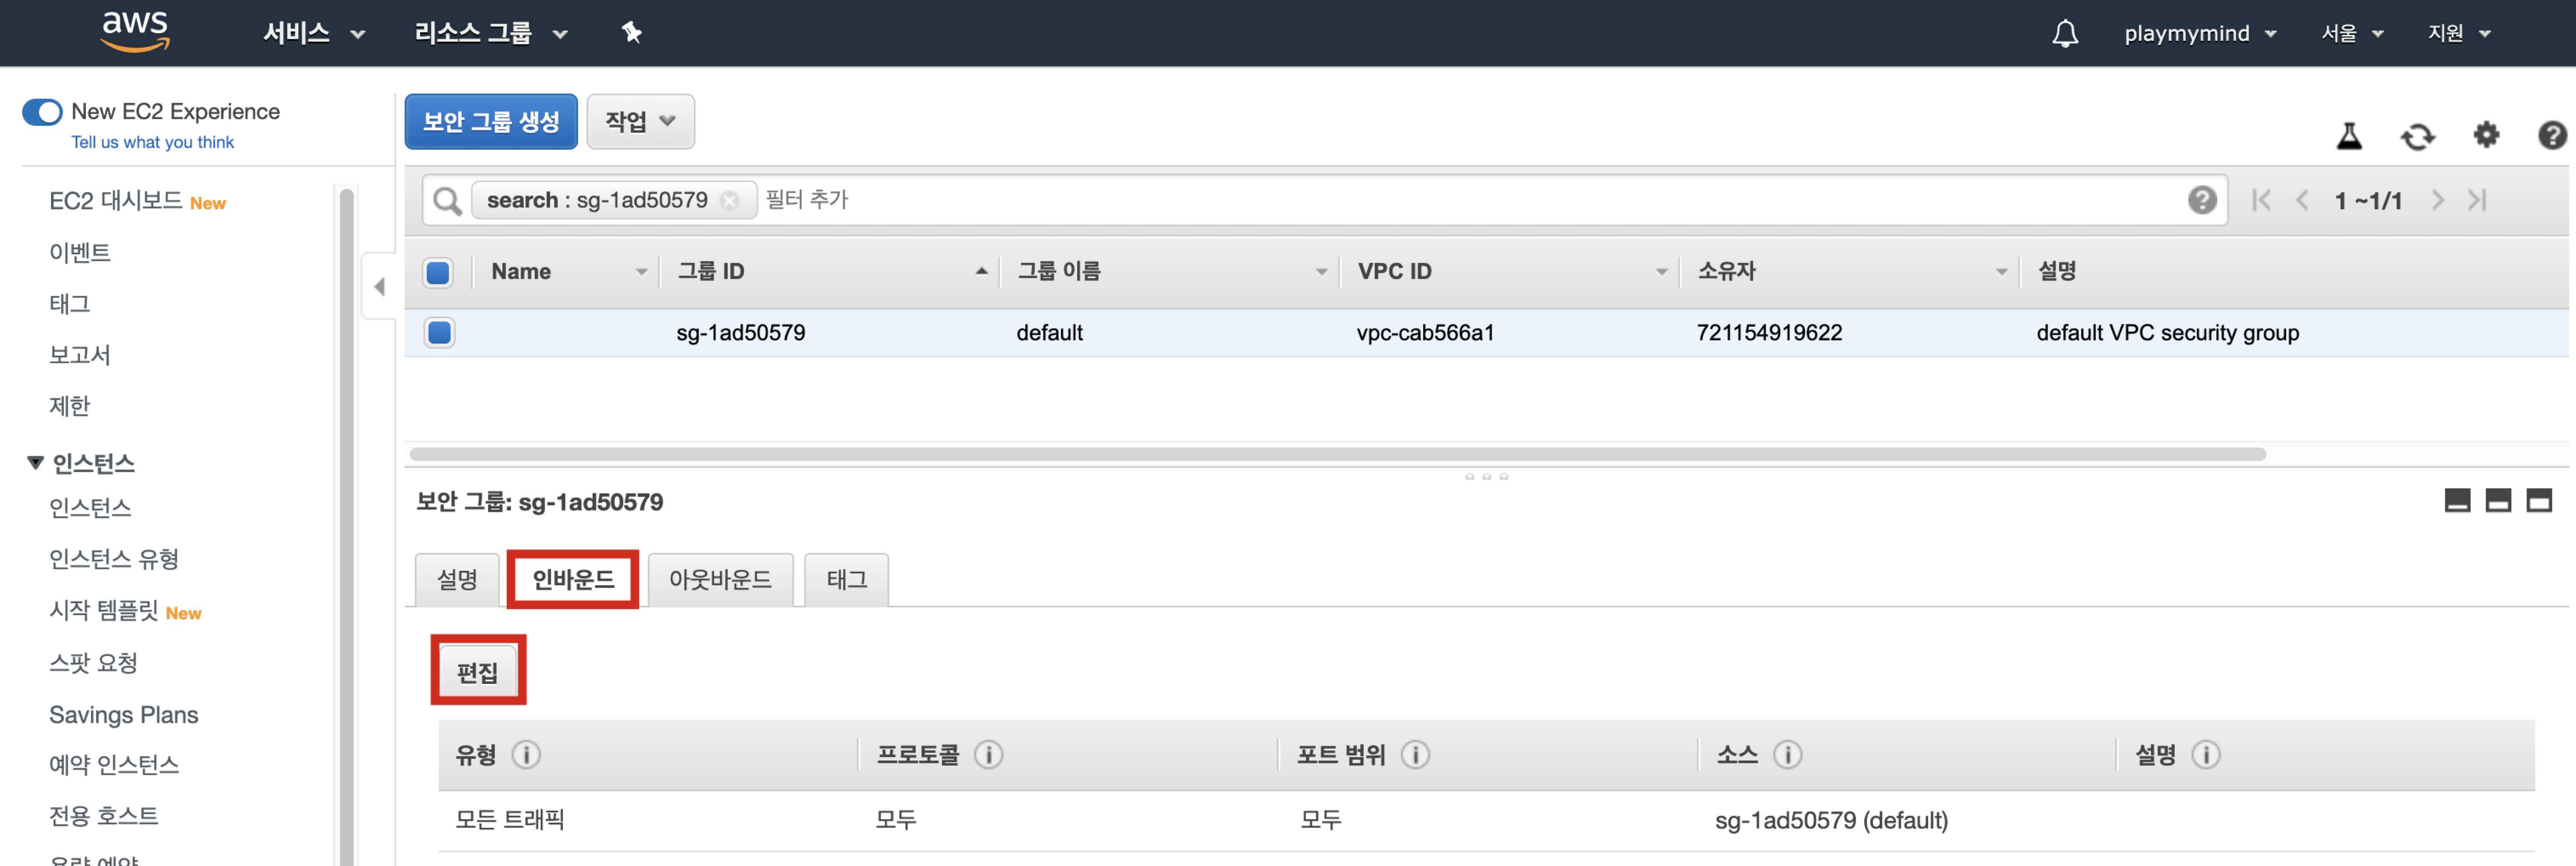 aws 서비스 리소스 그룹 playmymind 서울 지원
New EC2 Experience
Tell us what you think
EC2 대시보드 New
이벤트
태그
보고서
제한
인스턴스
인스턴스
인스턴스 유형
시작 템플릿 New
스팟 요청
Savings Plans
예약 인스턴스
전용 호스트
용량 예약
보안 그룹 생성 작업
search : sg-1ad50579 필터 추가 1 ~1/1
Name 그룹 ID 그룹 이름 VPC ID 소유자 설명
sg-1ad50579 default vpc-cab566a1 721154919622 default VPC security group
보안 그룹: sg-1ad50579
설명 인바운드 아웃바운드 태그
편집
유형 프로토콜 포트 범위 소스 설명
모든 트래픽 모두 모두 sg-1ad50579 (default)